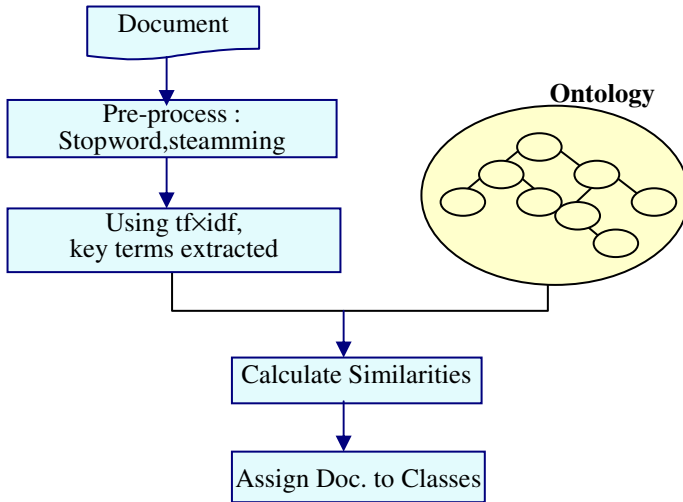 Document
Pre-process :
Stopword,steamming
Ontology
Using tf×idf,
key terms extracted
Calculate Similarities
Assign Doc. to Classes